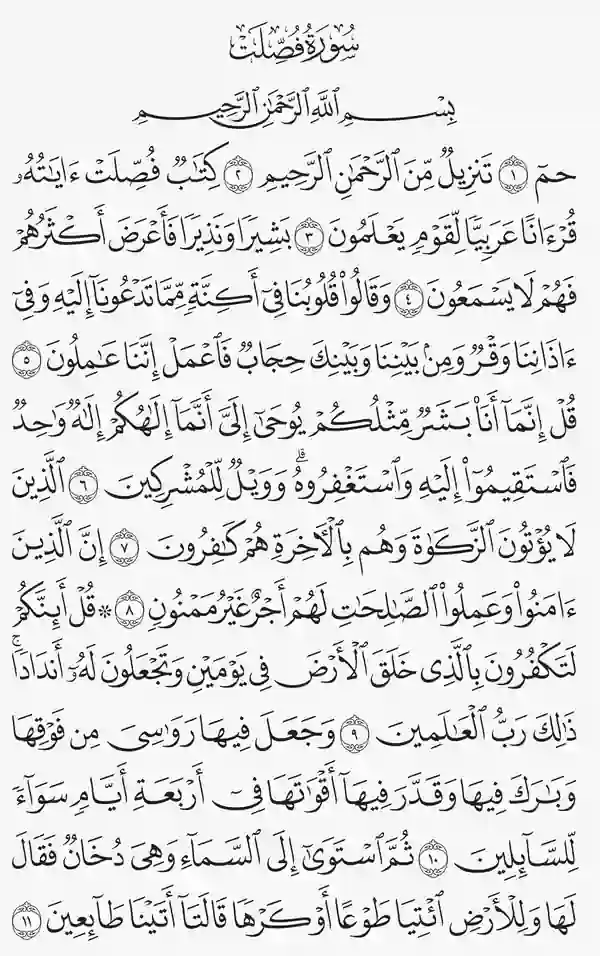 سُورَةُ فُصِّلَتْ
بِسْمِ ٱللَّهِ ٱلرَّحْمَٰنِ ٱلرَّحِيمِ
حمٓ ١ تَنزِيلٌ مِّنَ ٱلرَّحْمَٰنِ ٱلرَّحِيمِ ٢ كِتَٰبٌ فُصِّلَتْ ءَايَٰتُهُۥ
قُرْءَانًا عَرَبِيًّا لِّقَوْمٍ يَعْلَمُونَ ٣ بَشِيرًا وَنَذِيرًا فَأَعْرَضَ أَكْثَرُهُمْ
فَهُمْ لَا يَسْمَعُونَ ٤ وَقَالُوا۟ قُلُوبُنَا فِىٓ أَكِنَّةٍ مِّمَّا تَدْعُونَآ إِلَيْهِ وَفِىٓ
ءَاذَانِنَا وَقْرٌ وَمِنۢ بَيْنِنَا وَبَيْنِكَ حِجَابٌ فَٱعْمَلْ إِنَّنَا عَٰمِلُونَ ٥
قُلْ إِنَّمَآ أَنَا۠ بَشَرٌ مِّثْلُكُمْ يُوحَىٰٓ إِلَىَّ أَنَّمَآ إِلَٰهُكُمْ إِلَٰهٌ وَٰحِدٌ
فَٱسْتَقِيمُوٓا۟ إِلَيْهِ وَٱسْتَغْفِرُوهُ ۗ وَوَيْلٌ لِّلْمُشْرِكِينَ ٦ ٱلَّذِينَ
لَا يُؤْتُونَ ٱلزَّكَوٰةَ وَهُم بِٱلْءَاخِرَةِ هُمْ كَٰفِرُونَ ٧ إِنَّ ٱلَّذِينَ
ءَامَنُوا۟ وَعَمِلُوا۟ ٱلصَّٰلِحَٰتِ لَهُمْ أَجْرٌ غَيْرُ مَمْنُونٍ ٨ ۞ قُلْ أَئِنَّكُمْ
لَتَكْفُرُونَ بِٱلَّذِى خَلَقَ ٱلْأَرْضَ فِى يَوْمَيْنِ وَتَجْعَلُونَ لَهُۥٓ أَندَادًا ۚ
ذَٰلِكَ رَبُّ ٱلْعَٰلَمِينَ ٩ وَجَعَلَ فِيهَا رَوَٰسِىَ مِن فَوْقِهَا
وَبَٰرَكَ فِيهَا وَقَدَّرَ فِيهَآ أَقْوَٰتَهَا فِىٓ أَرْبَعَةِ أَيَّامٍ سَوَآءً
لِّلسَّآئِلِينَ ١٠ ثُمَّ ٱسْتَوَىٰٓ إِلَى ٱلسَّمَآءِ وَهِىَ دُخَانٌ فَقَالَ
لَهَا وَلِلْأَرْضِ ٱئْتِيَا طَوْعًا أَوْ كَرْهًا قَالَتَآ أَتَيْنَا طَآئِعِينَ ١١